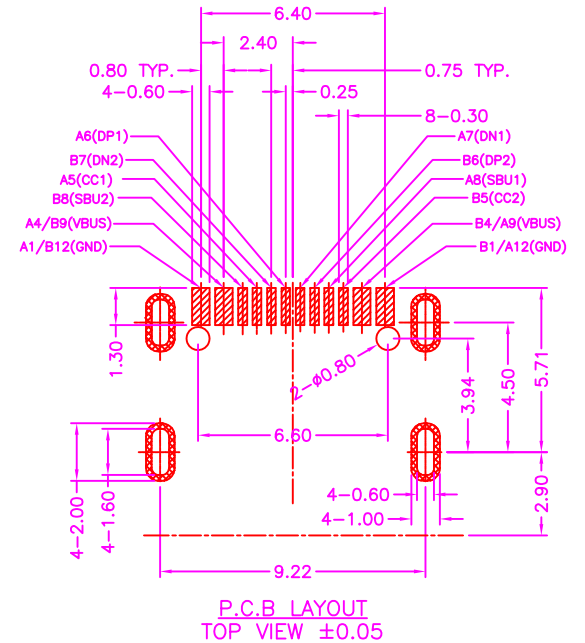 6.40
2.40
0.80 TYP.
0.75 TYP.
4-0.60
0.25
8-0.30
A6(DP1)
A7(DN1)
B7(DN2)
B6(DP2)
A5(CC1)
A8(SBU1)
B8(SBU2)
B5(CC2)
A4/B9(VBUS)
B4/A9(VBUS)
A1/B12(GND)
B1/A12(GND)
1.30
2-ø0.80
3.94
4.50
5.71
6.60
4-2.00
4-1.60
4-0.60
4-1.00
2.90
9.22
P.C.B LAYOUT
TOP VIEW ±0.05